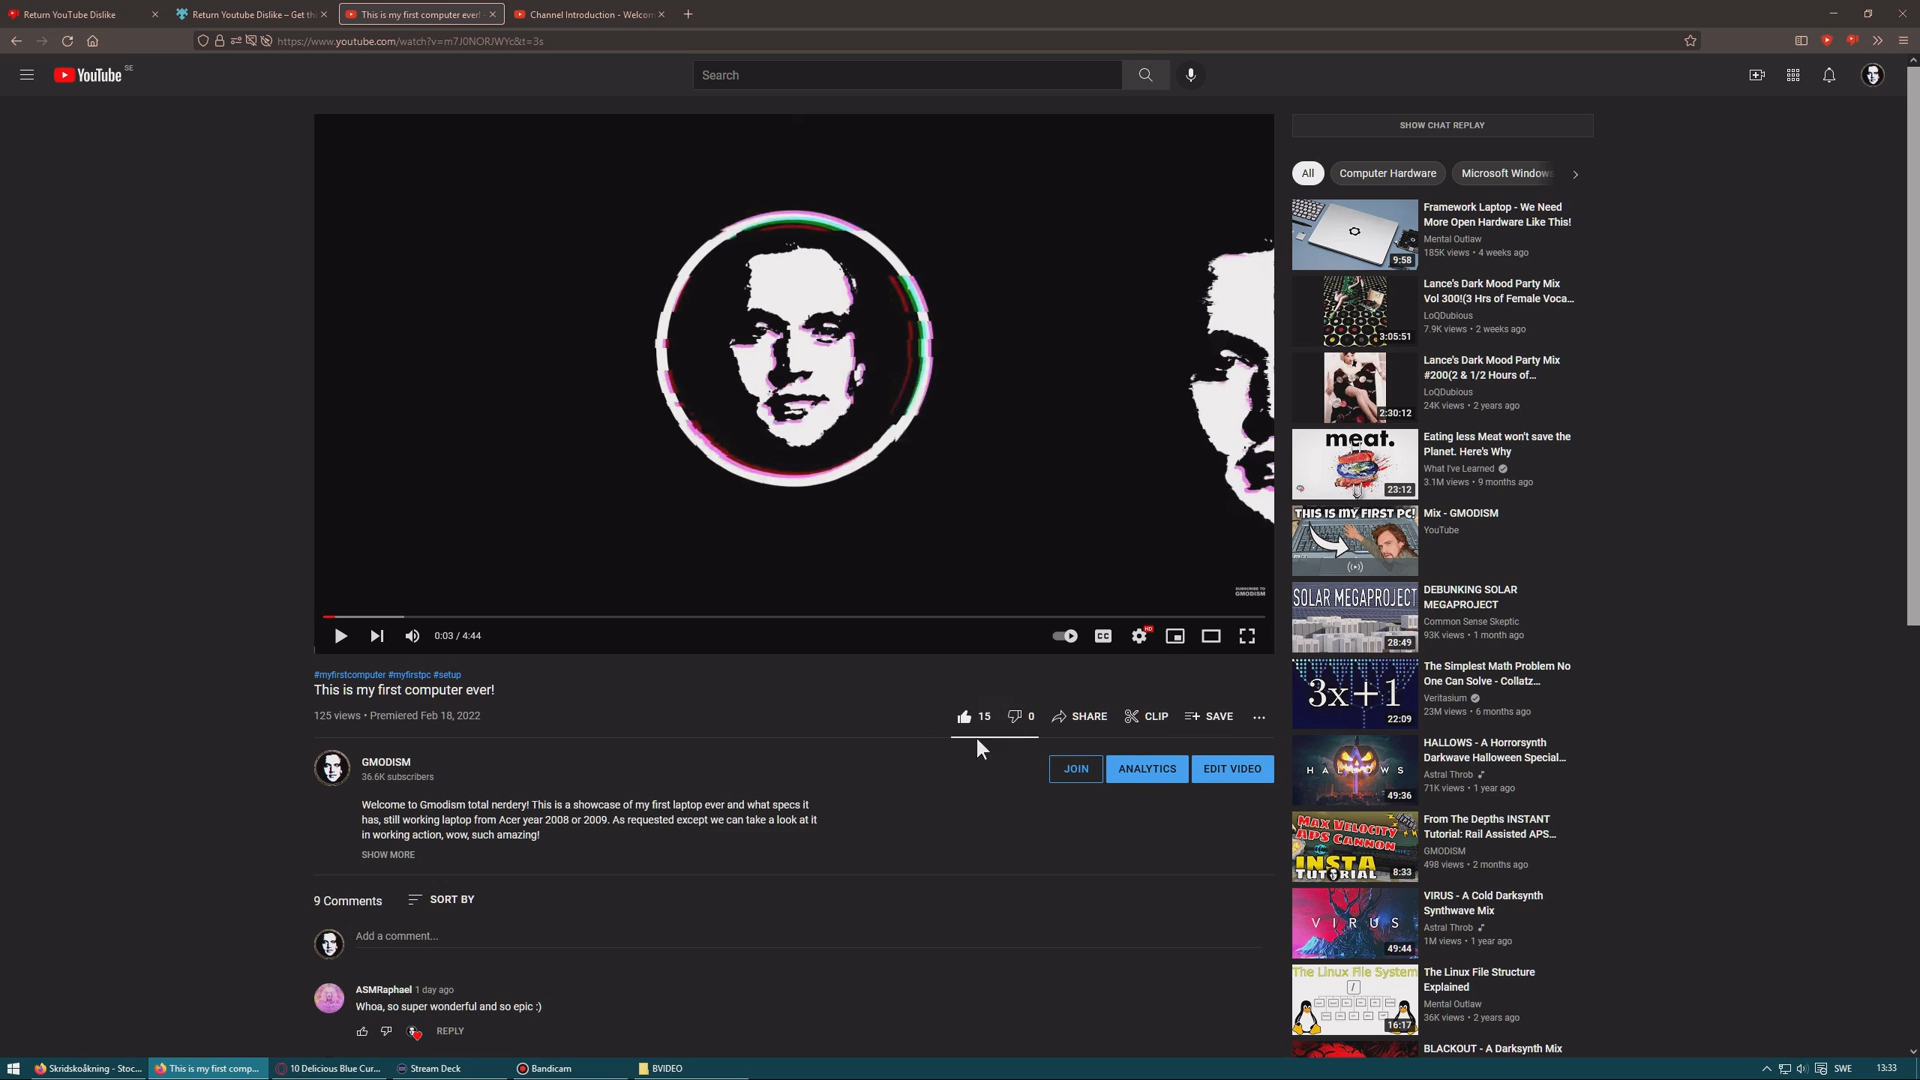 Return YouTube Dislike
Return Youtube Dislike – Get th
This is my first computer ever! -
Channel Introduction - Welcom
https://www.youtube.com/watch?v=m7J0NORJWYc&t=3s
YouTube SE
Search
SUBSCRIBE TO
GMODISM
0:03 / 4:44
CC
HD
#myfirstcomputer #myfirstpc #setup
This is my first computer ever!
125 views • Premiered Feb 18, 2022
15
0
SHARE
CLIP
SAVE
GMODISM
36.6K subscribers
JOIN
ANALYTICS
EDIT VIDEO
Welcome to Gmodism total nerdery! This is a showcase of my first laptop ever and what specs it
has, still working laptop from Acer year 2008 or 2009. As requested except we can take a look at it
in working action, wow, such amazing!
SHOW MORE
9 Comments
SORT BY
Add a comment...
ASMRaphael 1 day ago
Whoa, so super wonderful and so epic :)
REPLY
SHOW CHAT REPLAY
All
Computer Hardware
Microsoft Windows
9:58
Framework Laptop - We Need
More Open Hardware Like This!
Mental Outlaw
185K views • 4 weeks ago
3:05:51
Lance's Dark Mood Party Mix
Vol 300!(3 Hrs of Female Voca...
LoQDubious
7.9K views • 2 weeks ago
2:30:12
Lance's Dark Mood Party Mix
#200(2 & 1/2 Hours of...
LoQDubious
24K views • 2 years ago
meat.
23:12
Eating less Meat won't save the
Planet. Here's Why
What I've Learned
3.1M views • 9 months ago
THIS IS MY FIRST PC!
Mix - GMODISM
YouTube
SOLAR MEGAPROJECT
28:49
DEBUNKING SOLAR
MEGAPROJECT
Common Sense Skeptic
93K views • 1 month ago
3x+1
22:09
The Simplest Math Problem No
One Can Solve - Collatz...
Veritasium
23M views • 6 months ago
HALLOWS
49:36
HALLOWS - A Horrorsynth
Darkwave Halloween Special...
Astral Throb
71K views • 1 year ago
MAX VELOCITY
APS CANNON
INSTA
TUTORIAL
8:33
From The Depths INSTANT
Tutorial: Rail Assisted APS...
GMODISM
498 views • 2 months ago
VIRUS
49:44
VIRUS - A Cold Darksynth
Synthwave Mix
Astral Throb
1M views • 1 year ago
The Linux File System
/
16:17
The Linux File Structure
Explained
Mental Outlaw
36K views • 2 years ago
BLACKOUT - A Darksynth Mix
Skridskoåkning - Stoc...
This is my first comp...
10 Delicious Blue Cur...
Stream Deck
Bandicam
BVIDEO
SWE
13:33